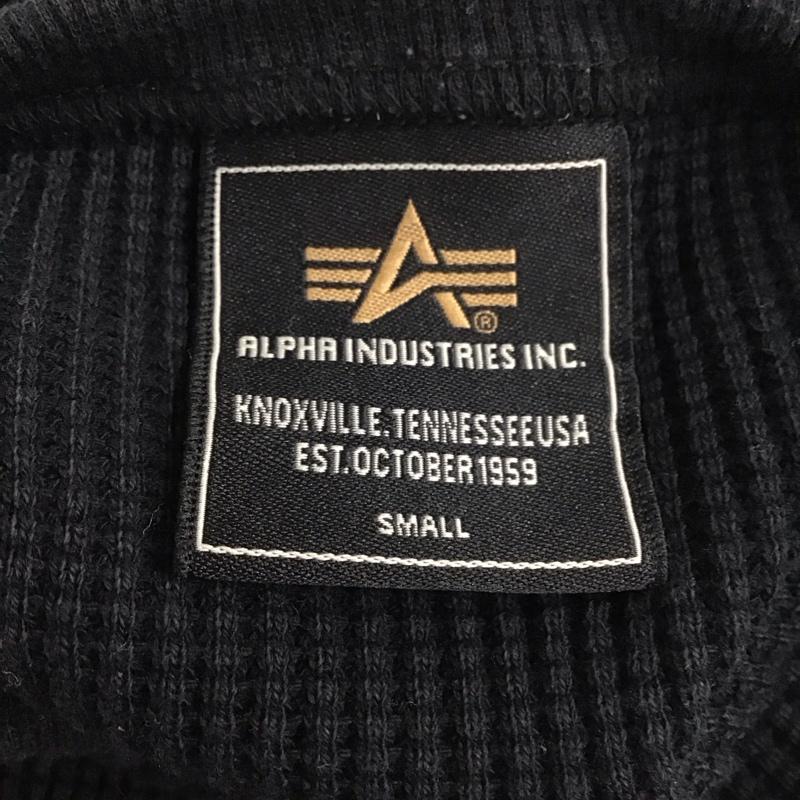 ®
ALPHA INDUSTRIES INC.
KNOXVILLE.TENNESSEEUSA
EST.OCTOBER1959
SMALL